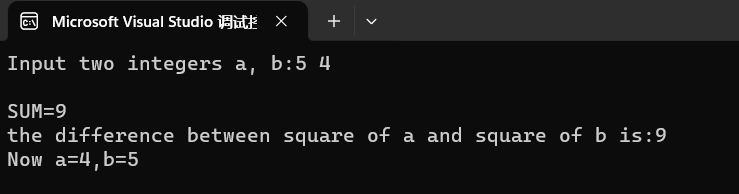 Microsoft Visual Studio 调试
Input two integers a, b:5 4
SUM=9
the difference between square of a and square of b is:9
Now a=4,b=5